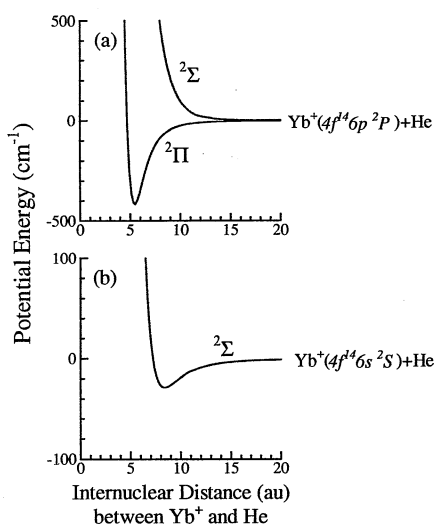 500
(a)
²Σ
0
Yb⁺(4f¹⁴6p ²P)+He
²Π
-500
0 5 10 15 20
Potential Energy (cm⁻¹)
100
(b)
²Σ
0
Yb⁺(4f¹⁴6s ²S)+He
-100
0 5 10 15 20
Internuclear Distance (au)
between Yb⁺ and He